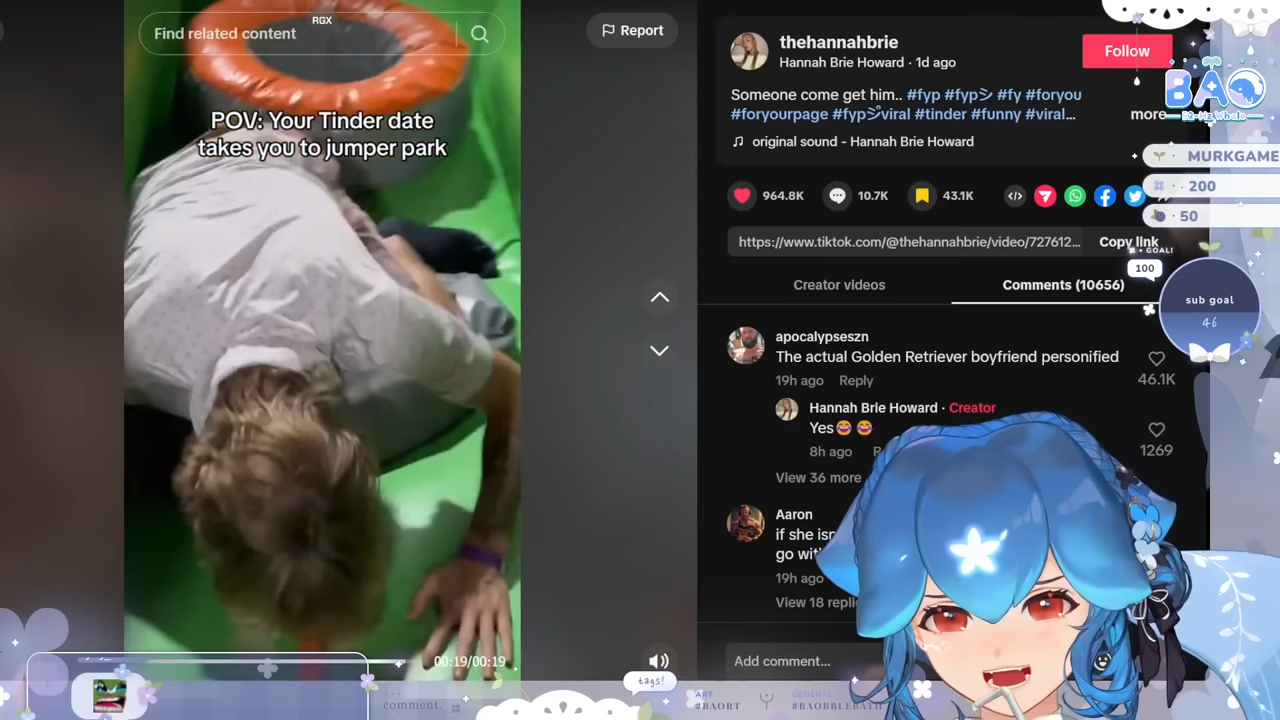 RGX
Find related content
Report
POV: Your Tinder date
takes you to jumper park
00:19/00:19
thehannahbrie
Hannah Brie Howard · 1d ago
Follow
Someone come get him.. #fyp #fypシ #fy #foryou
#foryourpage #fypシviral #tinder #funny #viral...
more
original sound - Hannah Brie Howard
964.8K
10.7K
43.1K
https://www.tiktok.com/@thehannahbrie/video/727612...
Copy link
Creator videos
Comments (10656)
apocalypseszn
The actual Golden Retriever boyfriend personified
19h ago
Reply
46.1K
Hannah Brie Howard · Creator
Yes😂 😂
8h ago
1269
View 36 more
Aaron
if she isn
go wit
19h ago
View 18 repli
Add comment...
BAO
52-Hz Whale
MURKGAME
200
50
GOAL!
100
sub goal
46
tags!
comment.
ART
#BAORT
GENERAL
#BAOBBLEBATH